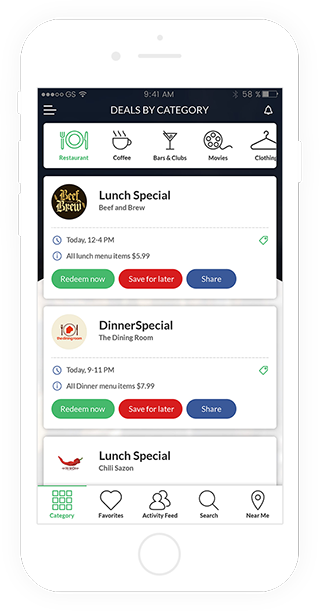 GS 9:41 AM 58 %
DEALS BY CATEGORY
Restaurant Coffee Bars & Clubs Movies Clothing
Beef
Brew
Lunch Special
Beef and Brew
Today, 12-4 PM
All lunch menu items $5.99
Redeem now Save for later Share
thediningroom
DinnerSpecial
The Dining Room
Today, 9-11 PM
All Dinner menu items $7.99
Redeem now Save for later Share
Lunch Special
Chili Sazon
Category Favorites Activity Feed Search Near Me